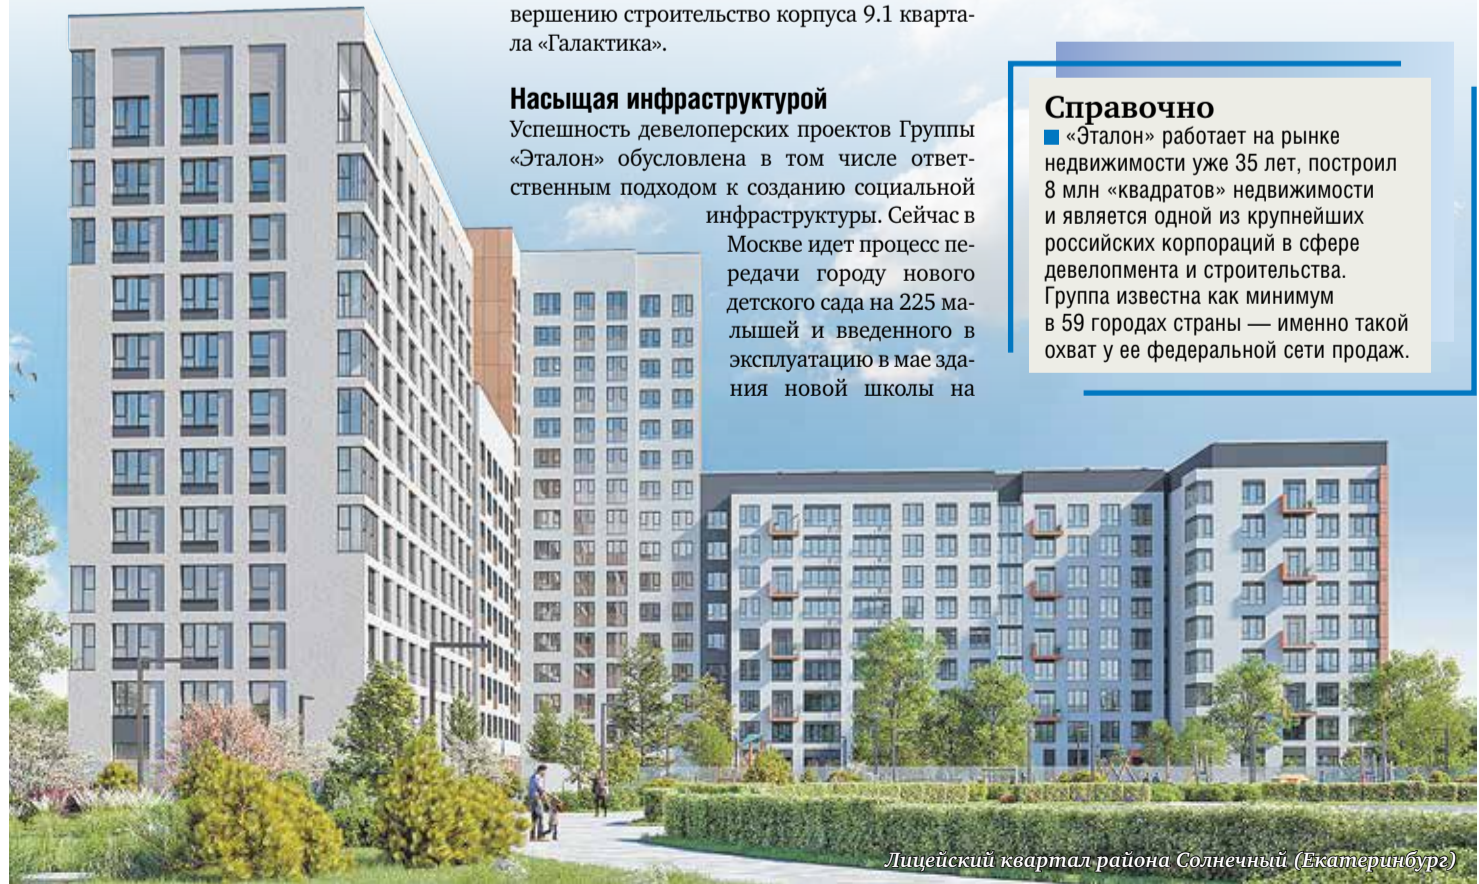 вершению строительство корпуса 9.1 кварта-
ла «Галактика».
Насыщая инфраструктурой
Успешность девелоперских проектов Группы
«Эталон» обусловлена в том числе ответ-
ственным подходом к созданию социальной
инфраструктуры. Сейчас в
Москве идет процесс пе-
редачи городу нового
детского сада на 225 ма-
лышей и введенного в
эксплуатацию в мае зда-
ния новой школы на
Справочно
«Эталон» работает на рынке
недвижимости уже 35 лет, построил
8 млн «квадратов» недвижимости
и является одной из крупнейших
российских корпораций в сфере
девелопмента и строительства.
Группа известна как минимум
в 59 городах страны — именно такой
охват у ее федеральной сети продаж.
Лицейский квартал района Солнечный (Екатеринбург)